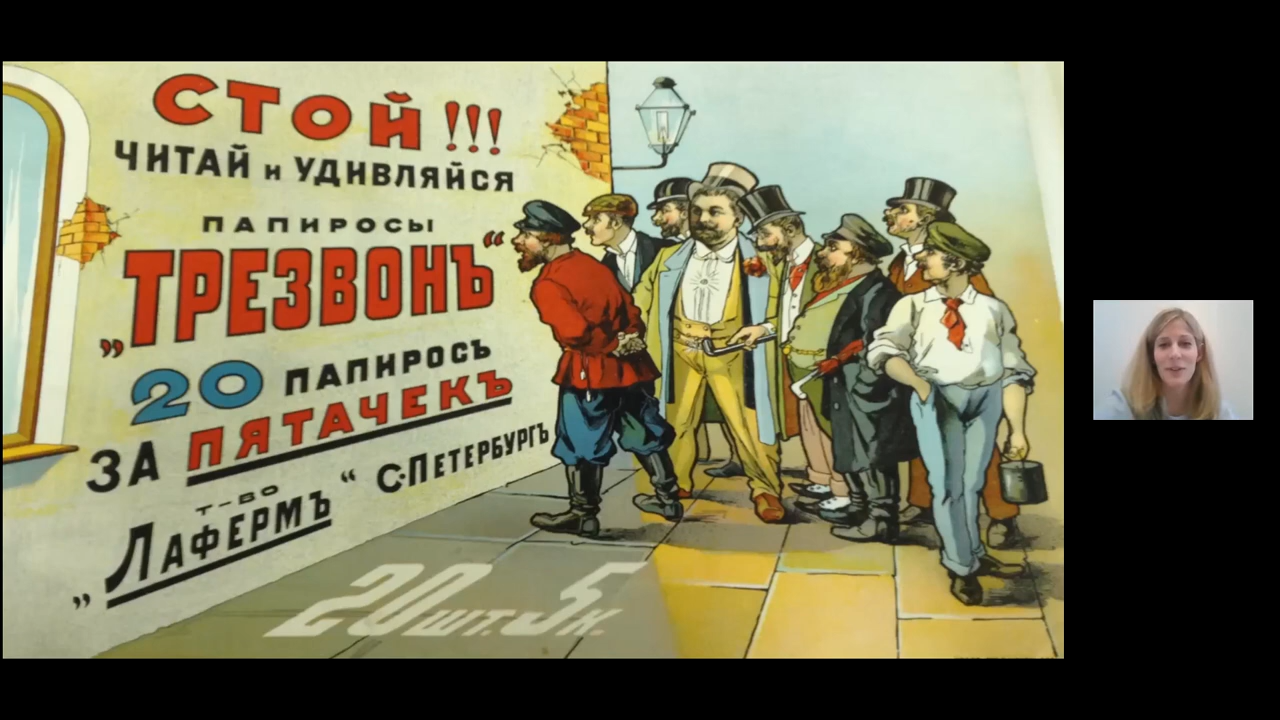 СТОЙ!!!
ЧИТАЙ и УДИВЛЯЙСЯ
ПАПИРОСЫ
„ТРЕЗВОНЪ“
20 ПАПИРОСЪ
ЗА ПЯТАЧЕКЪ
Т-ВО
„ЛАФЕРМЪ“ С-ПЕТЕРБУРГЪ
20 шт. 5 к.